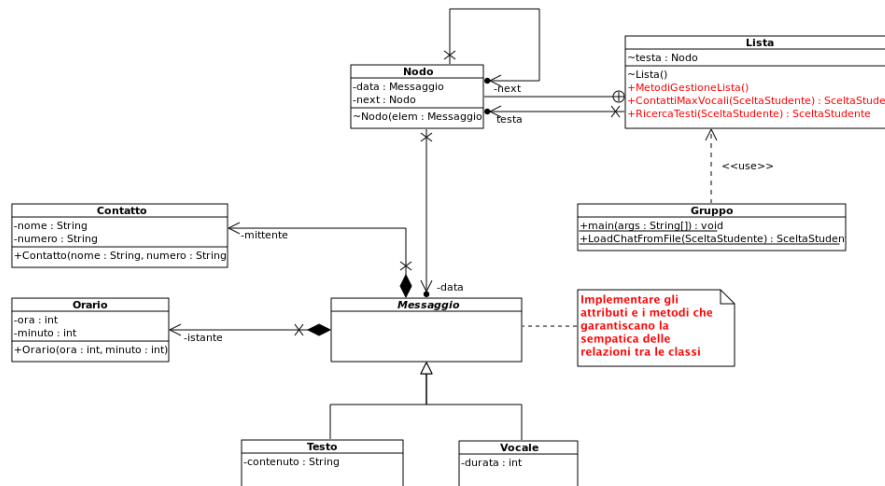 Nodo
-data : Messaggio
-next : Nodo
~Nodo(elem : Messaggio
-next
testa
Lista
~testa : Nodo
~Lista()
+MetodiGestioneLista()
+ContattiMaxVocali(SceltaStudente) : SceltaStude
+RicercaTesti(SceltaStudente) : SceltaStudente
<<use>>
Gruppo
+main(args : String[]) : void
+LoadChatFromFile(SceltaStudente) : SceltaStuden
Contatto
-nome : String
-numero : String
+Contatto(nome : String, numero : String
-mittente
-data
Orario
-ora : int
-minuto : int
+Orario(ora : int, minuto : int)
-istante
Messaggio
Implementare gli
attributi e i metodi che
garantiscano la
sempatica delle
relazioni tra le classi
Testo
-contenuto : String
Vocale
-durata : int